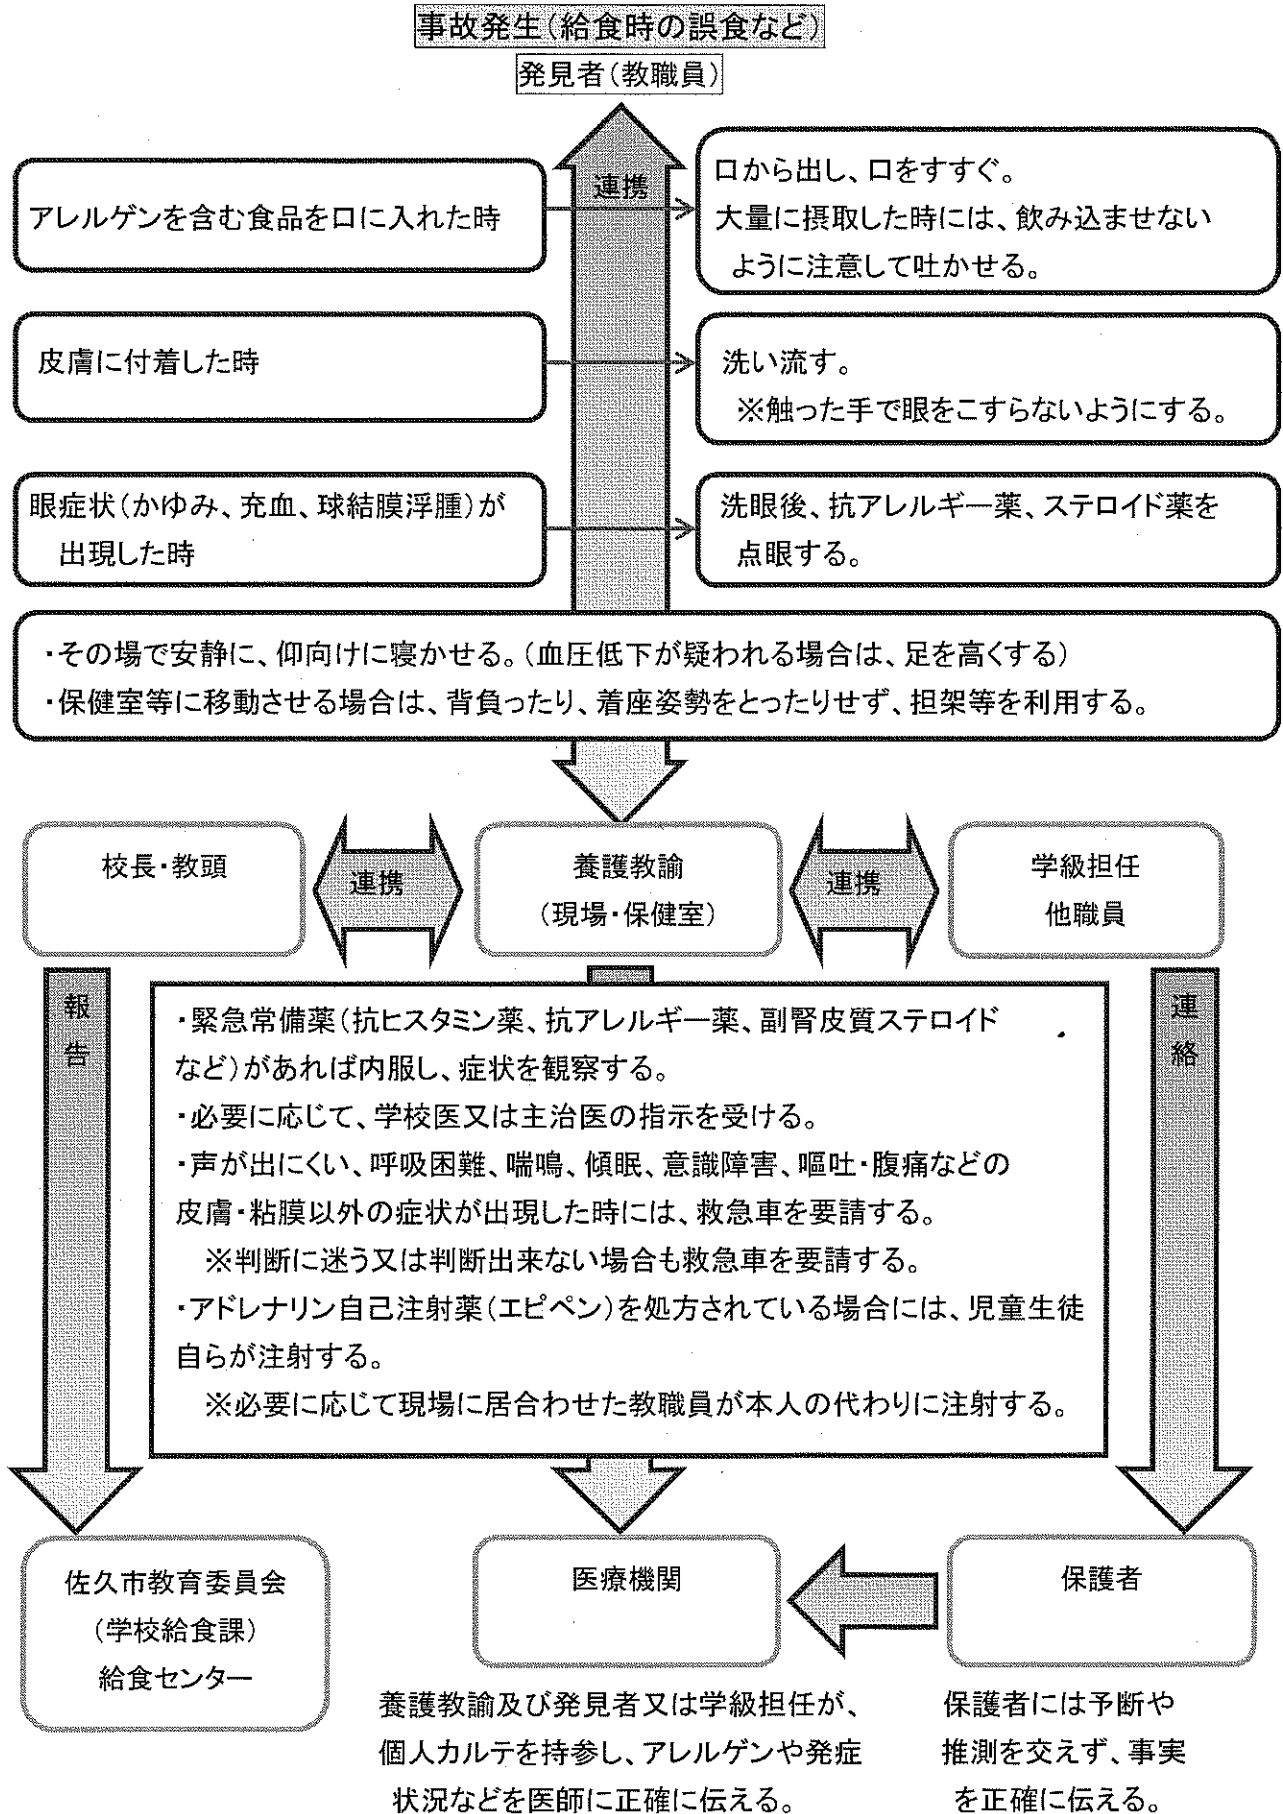 事故発生(給食時の誤食など)
発見者(教職員)
連携
アレルゲンを含む食品を口に入れた時
口から出し、口をすすぐ。
大量に摂取した時には、飲み込ませない
ように注意して吐かせる。
皮膚に付着した時
洗い流す。
※触った手で眼をこすらないようにする。
眼症状(かゆみ、充血、球結膜浮腫)が
出現した時
洗眼後、抗アレルギー薬、ステロイド薬を
点眼する。
・その場で安静に、仰向けに寝かせる。(血圧低下が疑われる場合は、足を高くする)
・保健室等に移動させる場合は、背負ったり、着座姿勢をとったりせず、担架等を利用する。
校長・教頭
連携
養護教諭
(現場・保健室)
連携
学級担任
他職員
報告
・緊急常備薬(抗ヒスタミン薬、抗アレルギー薬、副腎皮質ステロイド
など)があれば内服し、症状を観察する。
・必要に応じて、学校医又は主治医の指示を受ける。
・声が出にくい、呼吸困難、喘鳴、傾眠、意識障害、嘔吐・腹痛などの
皮膚・粘膜以外の症状が出現した時には、救急車を要請する。
※判断に迷う又は判断出来ない場合も救急車を要請する。
・アドレナリン自己注射薬(エピペン)を処方されている場合には、児童生徒
自らが注射する。
※必要に応じて現場に居合わせた教職員が本人の代わりに注射する。
連絡
佐久市教育委員会
(学校給食課)
給食センター
医療機関
保護者
養護教諭及び発見者又は学級担任が、
個人カルテを持参し、アレルゲンや発症
状況などを医師に正確に伝える。
保護者には予断や
推測を交えず、事実
を正確に伝える。